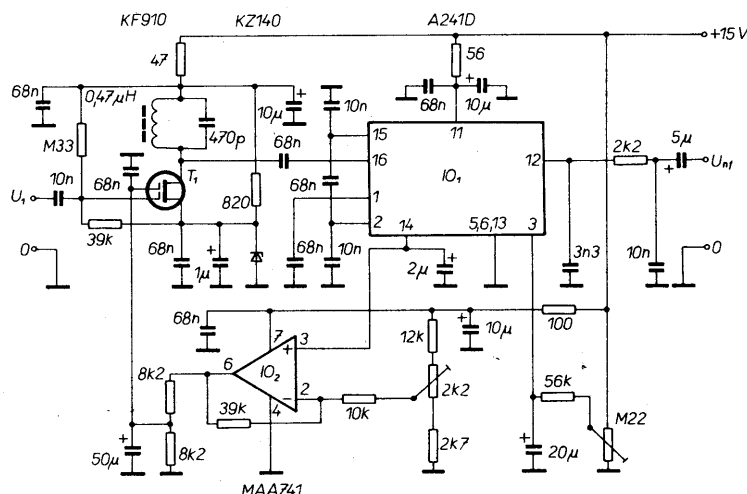 KF910 KZ140 A241D
+15V
47 56
68n 0,47µH 10µ 10n 68n 10µ
470p 68n
M33 15 11
16 12 2k2 5µ
U₁ 10n 68n T₁ 820 68n 1 IO₁ Uₙf
2 14 5,6,13 3
0 39k 68n 1µ 68n 10n 2µ 3n3 10n 0
68n 7 3 12k 10µ 100
8k2 6 + IO₂ − 2 2k2 56k M22
39k 4 10k
50µ 8k2 2k7 20µ
MAA741